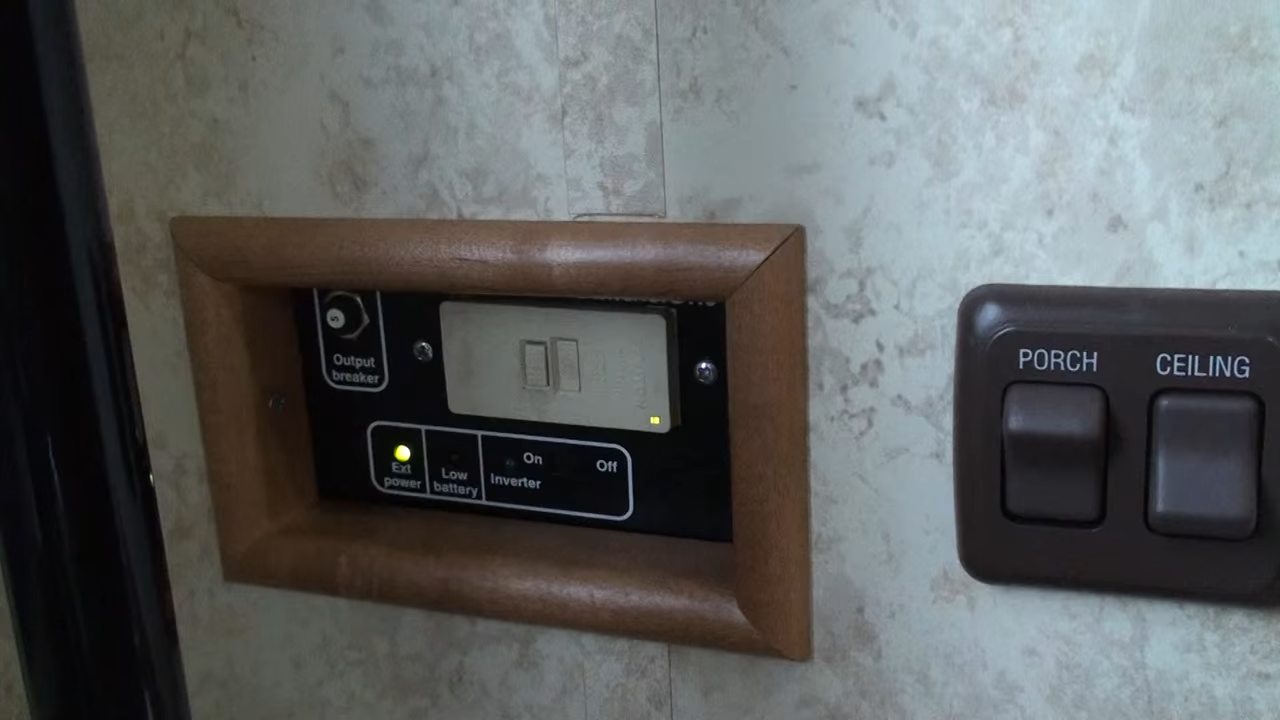 Output
breaker
Ext
power
Low
battery
On
Off
Inverter
PORCH
CEILING